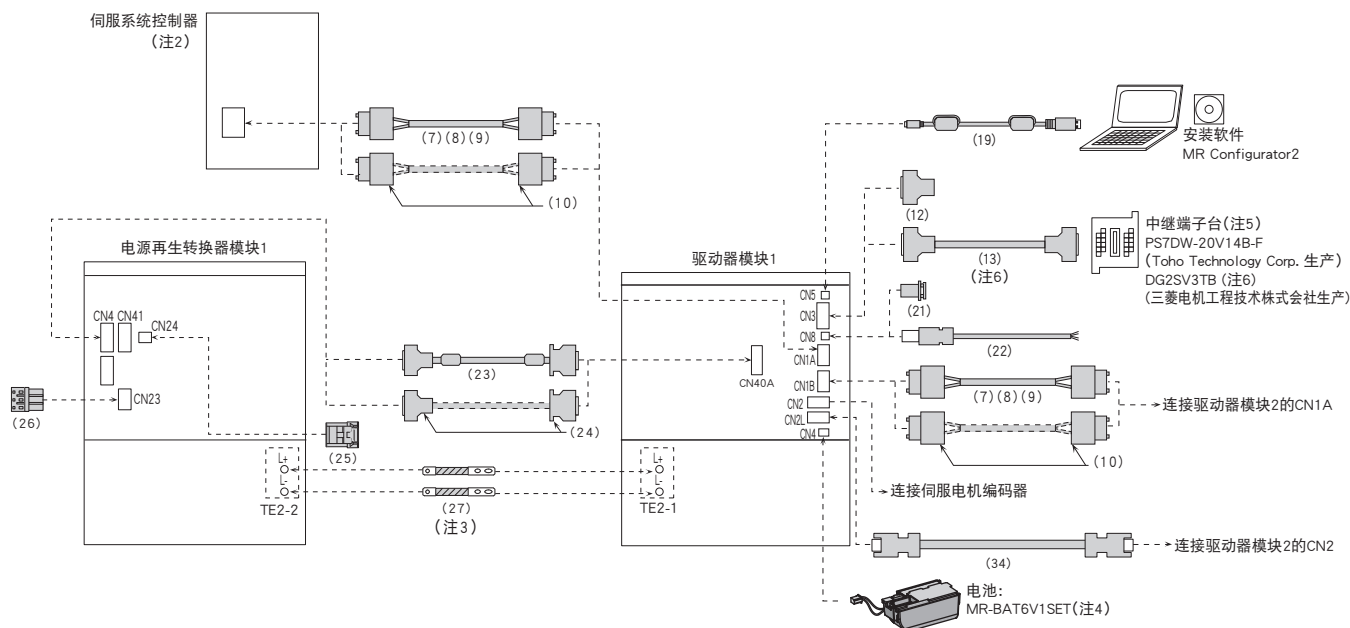 伺服系统控制器
(注2)
(7)(8)(9)
(10)
(19)
安装软件
MR Configurator2
(12)
(13)
(注6)
中继端子台(注5)
PS7DW-20V14B-F
(Toho Technology Corp. 生产)
DG2SV3TB (注6)
(三菱电机工程技术株式会社生产)
电源再生转换器模块1
驱动器模块1
CN5
CN3
CN8
CN1A
CN1B
CN2
CN2L
CN4
CN40A
(21)
(22)
CN4
CN41
CN24
CN23
(26)
(23)
(24)
(25)
(7)(8)(9)
(10)
连接驱动器模块2的CN1A
L+
L-
TE2-2
(27)
(注3)
L+
L-
TE2-1
连接伺服电机编码器
(34)
连接驱动器模块2的CN2
电池:
MR-BAT6V1SET(注4)